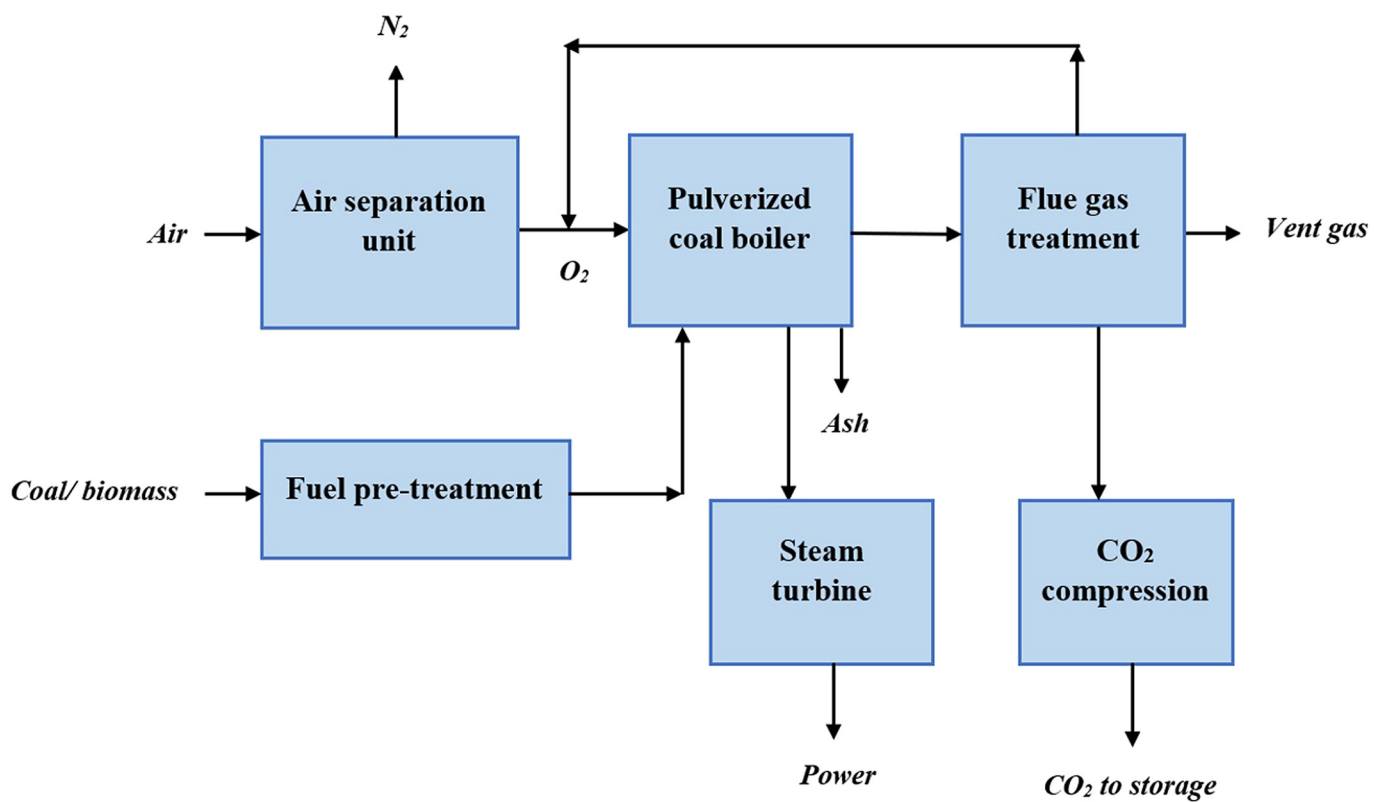 N₂
Air separation
unit
Pulverized
coal boiler
Flue gas
treatment
Air
Vent gas
O₂
Ash
Coal/ biomass
Fuel pre-treatment
Steam
turbine
CO₂
compression
Power
CO₂ to storage